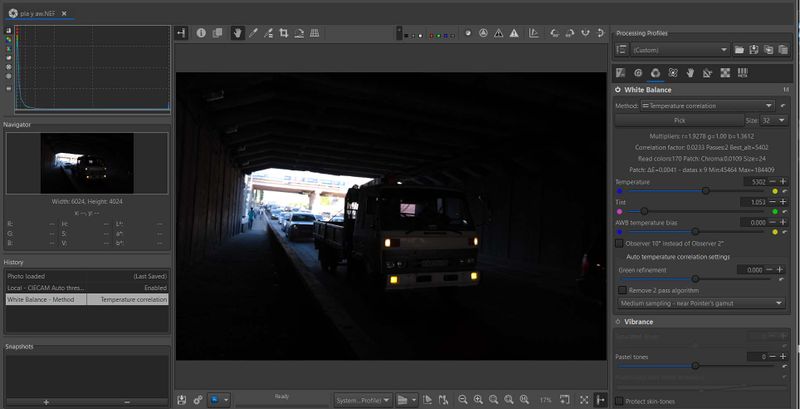 pia y aw.NEF
Processing Profiles
(Custom)
White Balance
Method:
Temperature correlation
Pick
Size:
32
Multipliers: r=1.9278 g=1.00 b=1.3612
Correlation factor: 0.0233 Passes:2 Best_alt=5402
Read colors:170 Patch: Chroma:0.0109 Size=24
Patch: ΔE=0.0041 - datas x 9 Min:45464 Max=184409
Temperature
5302
Tint
1.053
AWB temperature bias
0.000
Observer 10° instead of Observer 2°
Auto temperature correlation settings
Green refinement
0.000
Remove 2 pass algorithm
Medium sampling - near Pointer's gamut
Vibrance
Pastel tones
0
Protect skin-tones
Navigator
Width: 6024, Height: 4024
x: --, y: --
R: -- H: -- L*: --
G: -- S: -- a*: --
B: -- V: -- b*: --
History
Photo loaded (Last Saved)
Local - CIECAM Auto thres... Enabled
White Balance - Method Temperature correlation
Snapshots
Ready
System...Profile)
17%